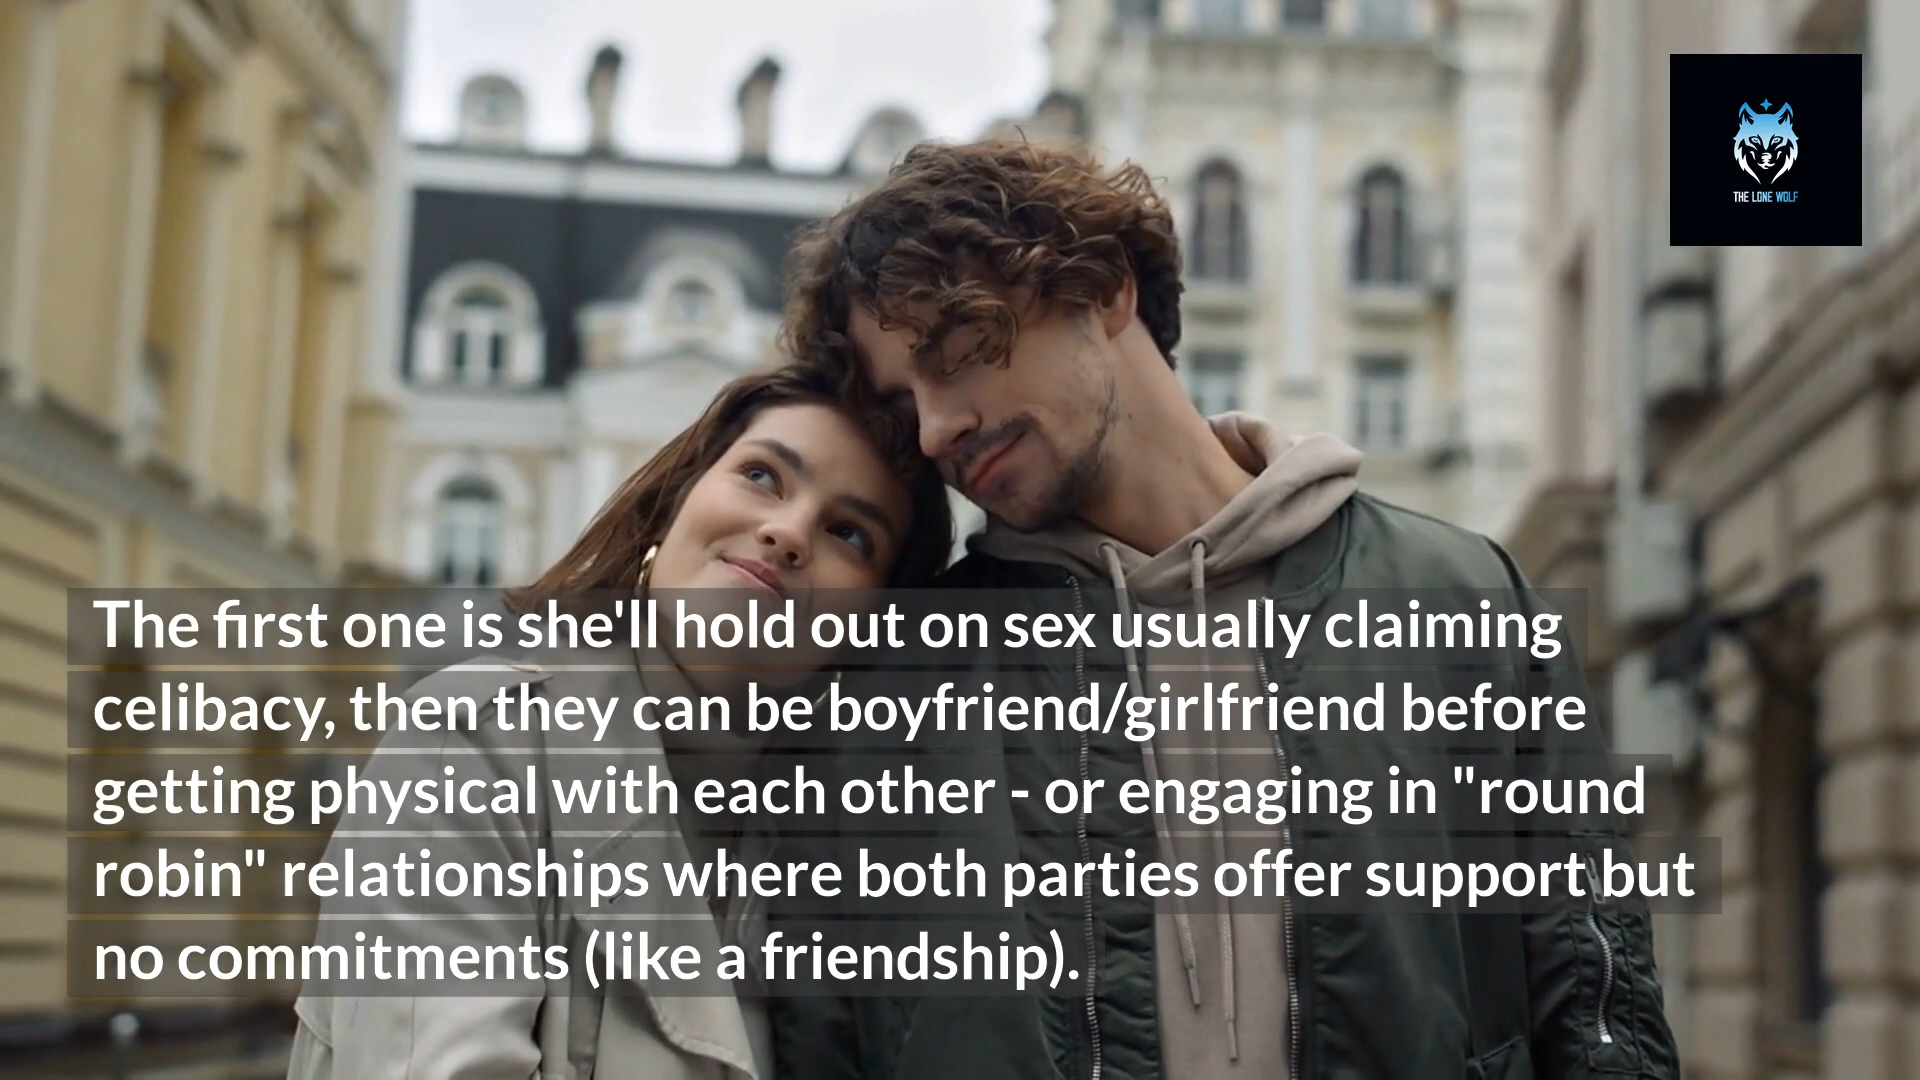 THE LONE WOLF
The first one is she'll hold out on sex usually claiming
celibacy, then they can be boyfriend/girlfriend before
getting physical with each other - or engaging in "round
robin" relationships where both parties offer support but
no commitments (like a friendship).